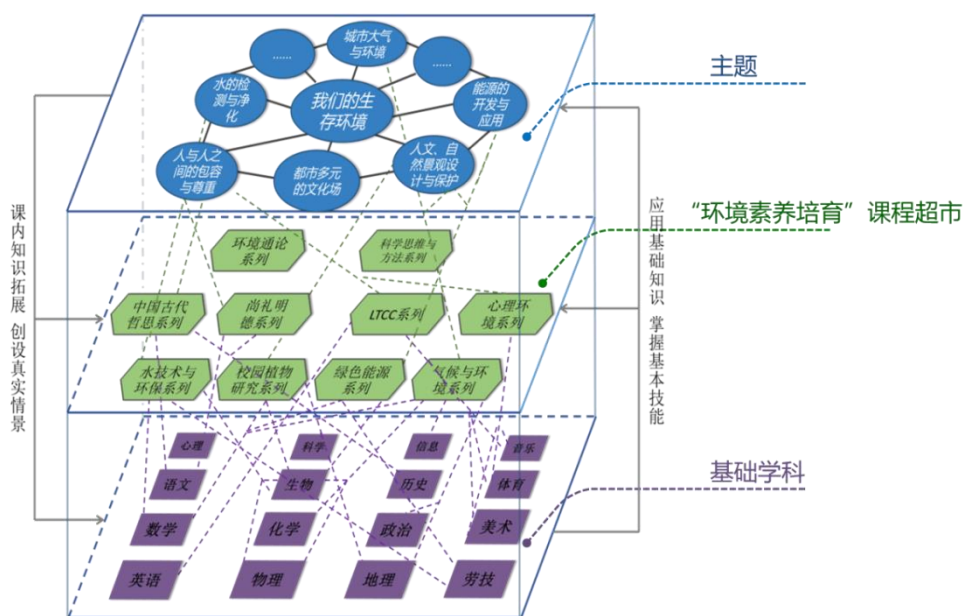 城市大气
与环境
……
……
水的检
测与净
化
我们的生
存环境
能源的
开发与
应用
人与人之
间的包容
与尊重
都市多元
的文化场
人文、自
然景观设
计与保护
主题
环境通论
系列
科学思维与
方法系列
“环境素养培育”课程超市
中国古代
哲思系列
尚礼明
德系列
LTCC系列
心理环
境系列
水技术与
环保系列
校园植物
研究系列
绿色能源
系列
气候与环
境系列
课内知识拓展 创设真实情景
应用基础知识 掌握基本技能
心理
科学
信息
音乐
语文
生物
历史
体育
基础学科
数学
化学
政治
美术
英语
物理
地理
劳技